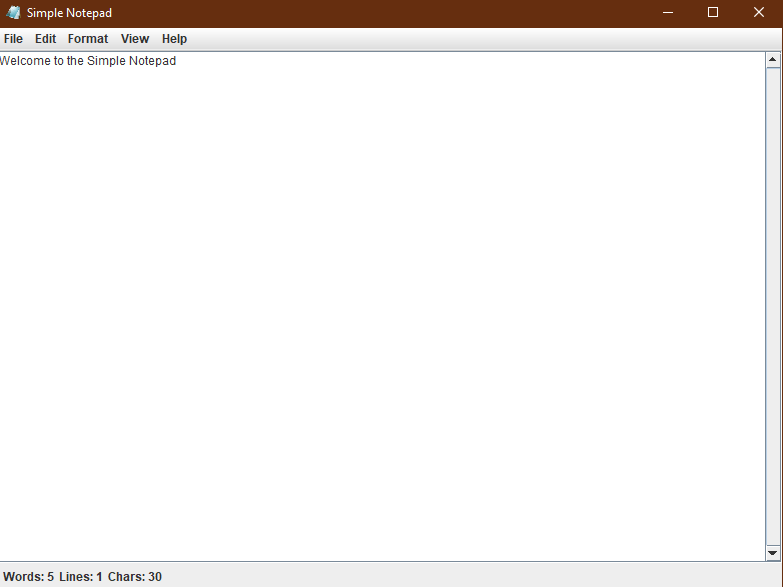 Simple Notepad
File Edit Format View Help
Welcome to the Simple Notepad
Words: 5 Lines: 1 Chars: 30